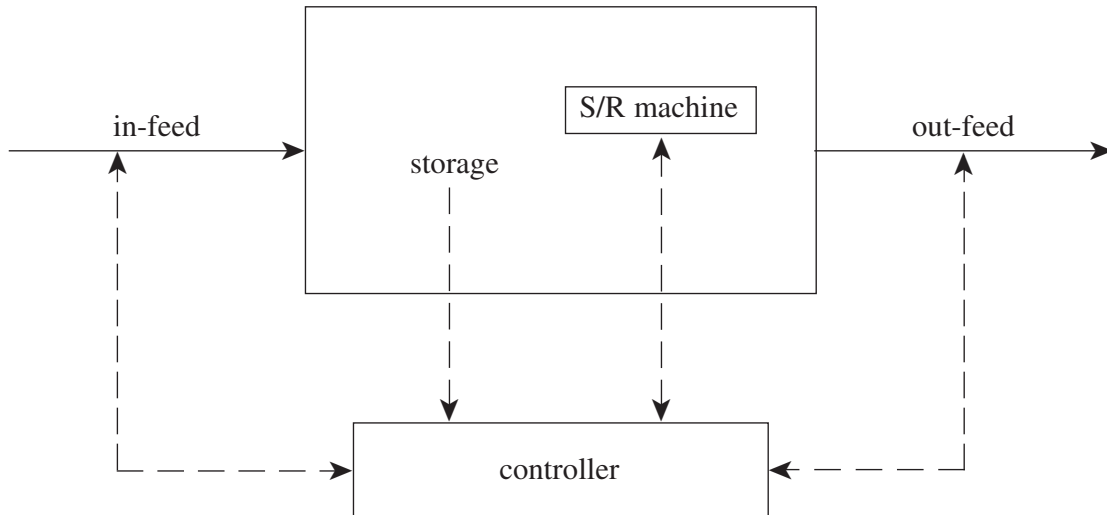 S/R machine
in-feed
out-feed
storage
controller